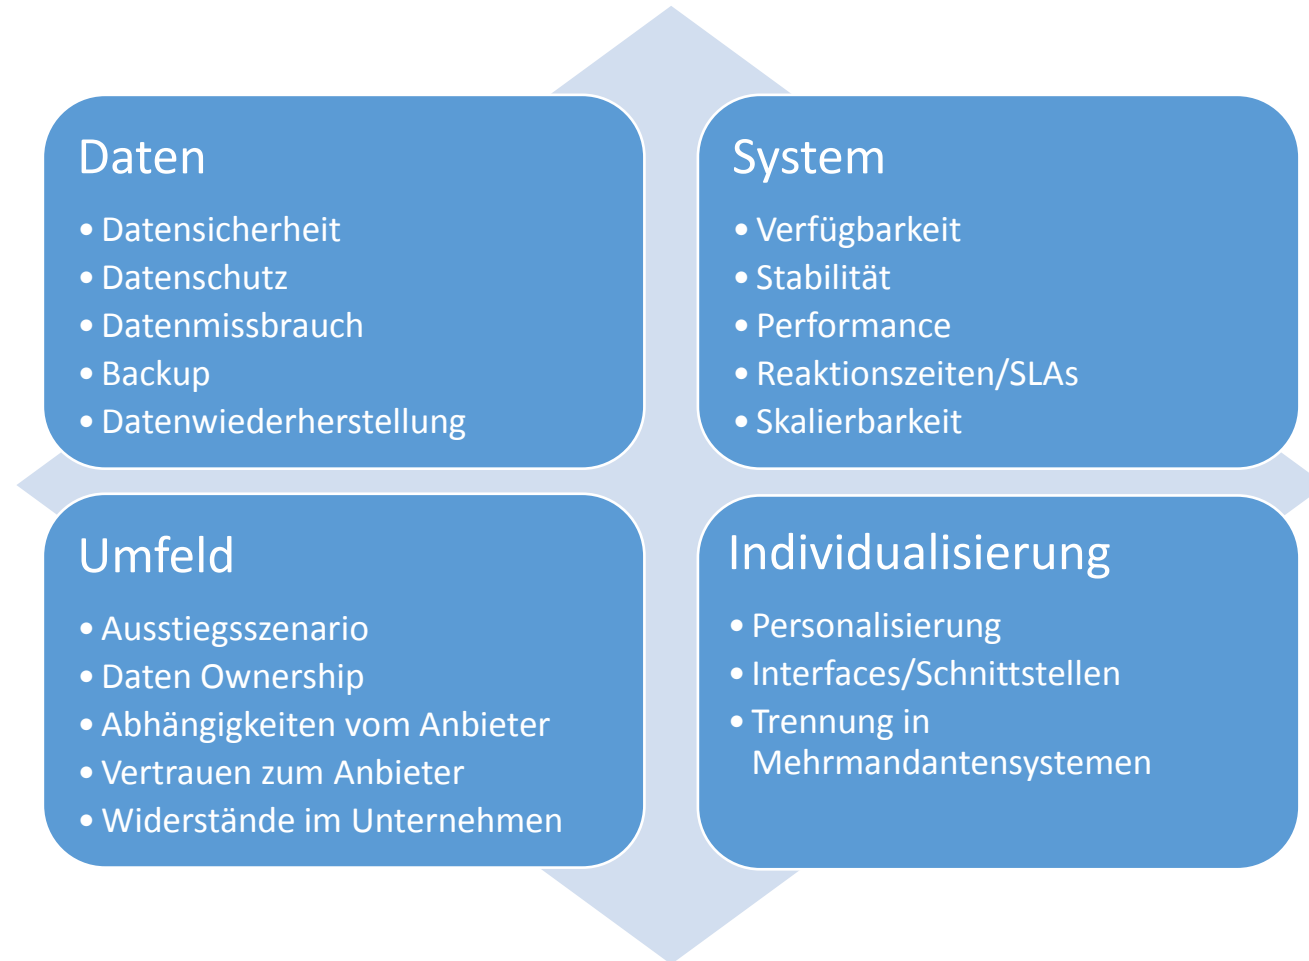 Daten
• Datensicherheit
• Datenschutz
• Datenmissbrauch
• Backup
• Datenwiederherstellung
System
• Verfügbarkeit
• Stabilität
• Performance
• Reaktionszeiten/SLAs
• Skalierbarkeit
Umfeld
• Ausstiegsszenario
• Daten Ownership
• Abhängigkeiten vom Anbieter
• Vertrauen zum Anbieter
• Widerstände im Unternehmen
Individualisierung
• Personalisierung
• Interfaces/Schnittstellen
• Trennung in
Mehrmandantensystemen